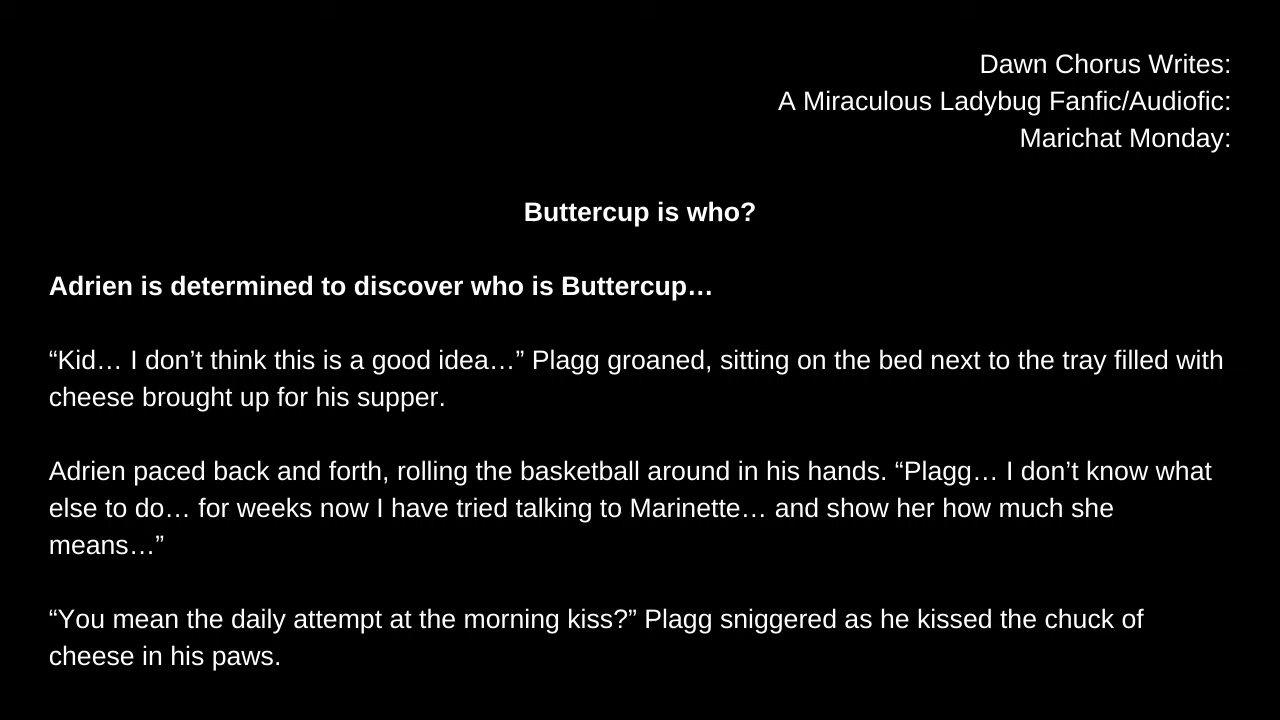 Dawn Chorus Writes:
A Miraculous Ladybug Fanfic/Audiofic:
Marichat Monday:
Buttercup is who?
Adrien is determined to discover who is Buttercup…
“Kid… I don’t think this is a good idea…” Plagg groaned, sitting on the bed next to the tray filled with
cheese brought up for his supper.
Adrien paced back and forth, rolling the basketball around in his hands. “Plagg… I don’t know what
else to do… for weeks now I have tried talking to Marinette… and show her how much she
means…”
“You mean the daily attempt at the morning kiss?” Plagg sniggered as he kissed the chuck of
cheese in his paws.